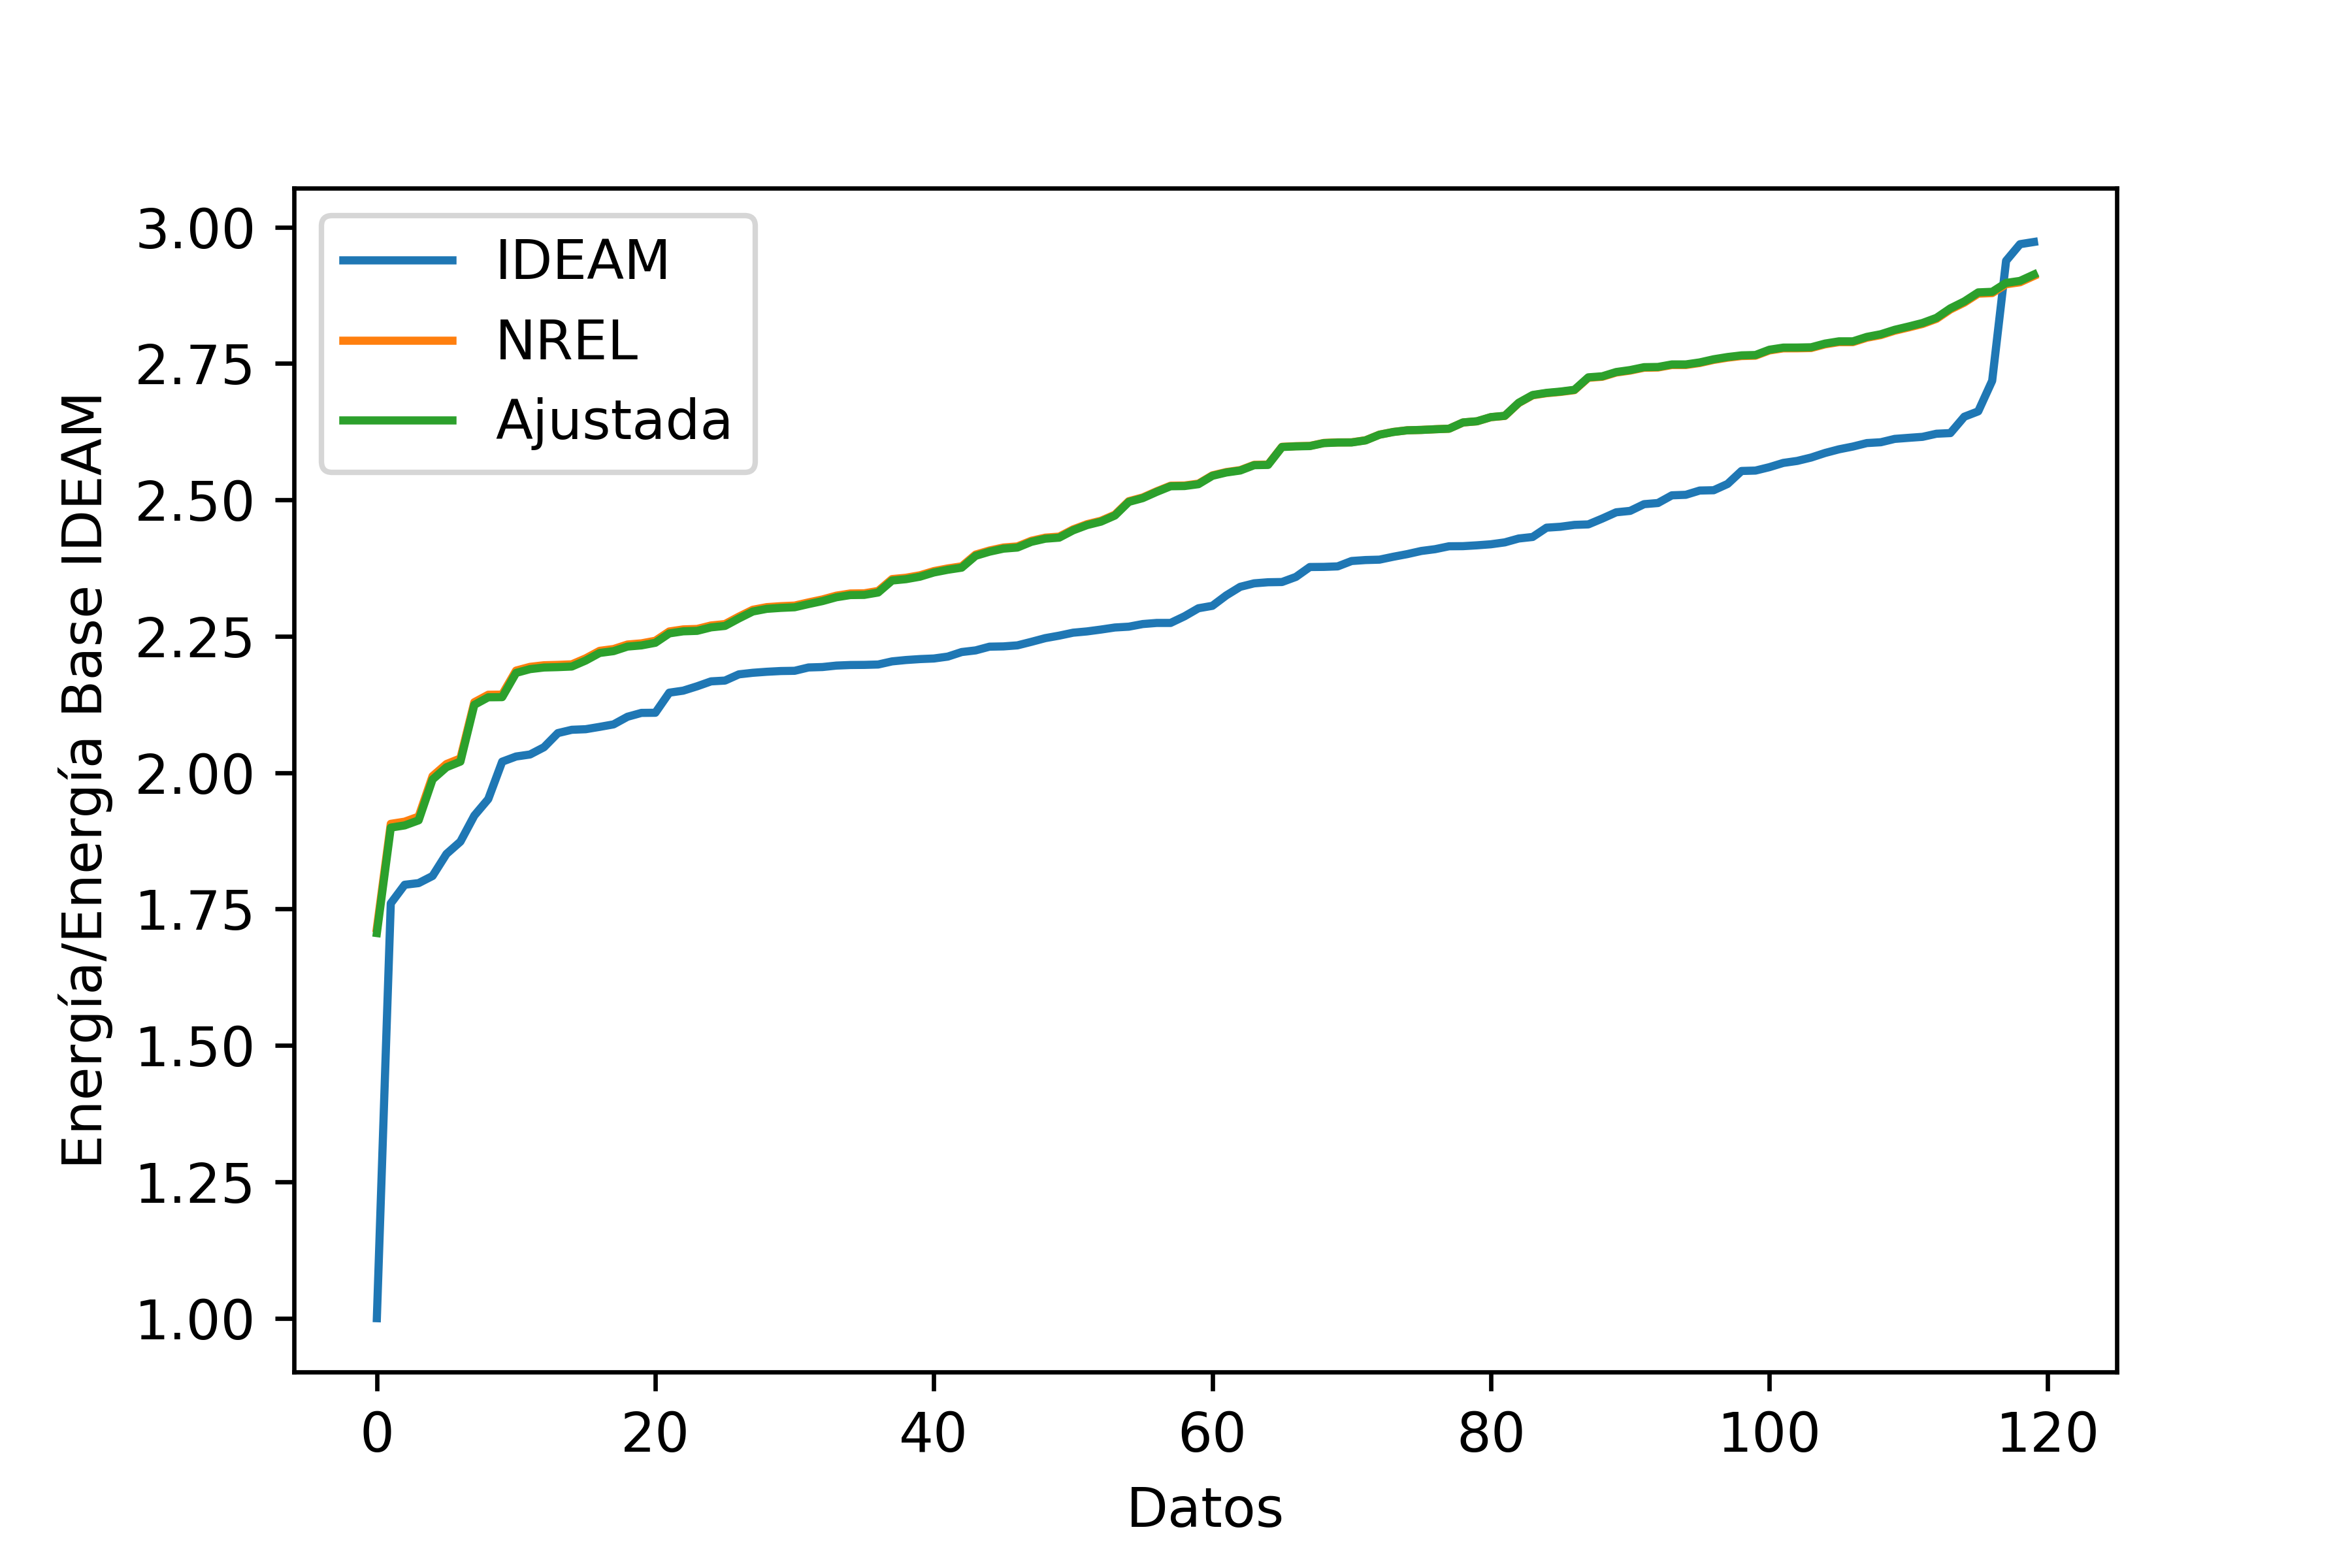 IDEAM
NREL
Ajustada
Energía/Energía Base IDEAM
3.00
2.75
2.50
2.25
2.00
1.75
1.50
1.25
1.00
0 20 40 60 80 100 120
Datos